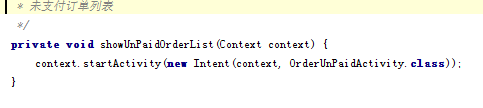 * 未支付订单列表
*/
private void showUnPaidOrderList(Context context) {
context.startActivity(new Intent(context, OrderUnPaidActivity.class));
}